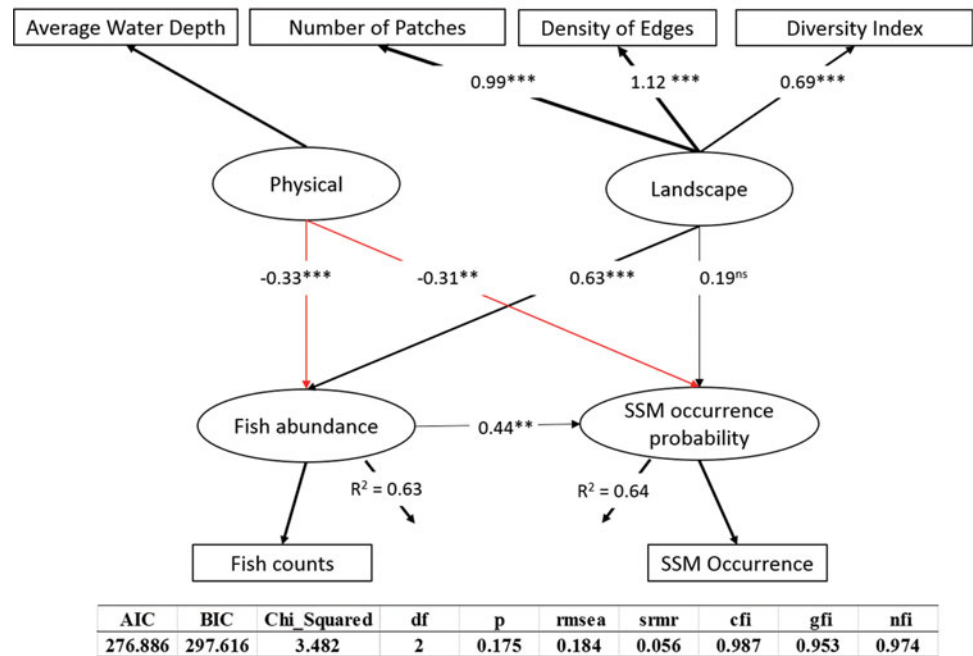 Average Water Depth
Number of Patches
Density of Edges
Diversity Index
0.99***
1.12 ***
0.69***
Physical
Landscape
-0.33***
-0.31**
0.63***
0.19ns
Fish abundance
0.44**
SSM occurrence
probability
R² = 0.63
R² = 0.64
Fish counts
SSM Occurrence
AIC BIC Chi_Squared df p rmsea srmr cfi gfi nfi
276.886 297.616 3.482 2 0.175 0.184 0.056 0.987 0.953 0.974